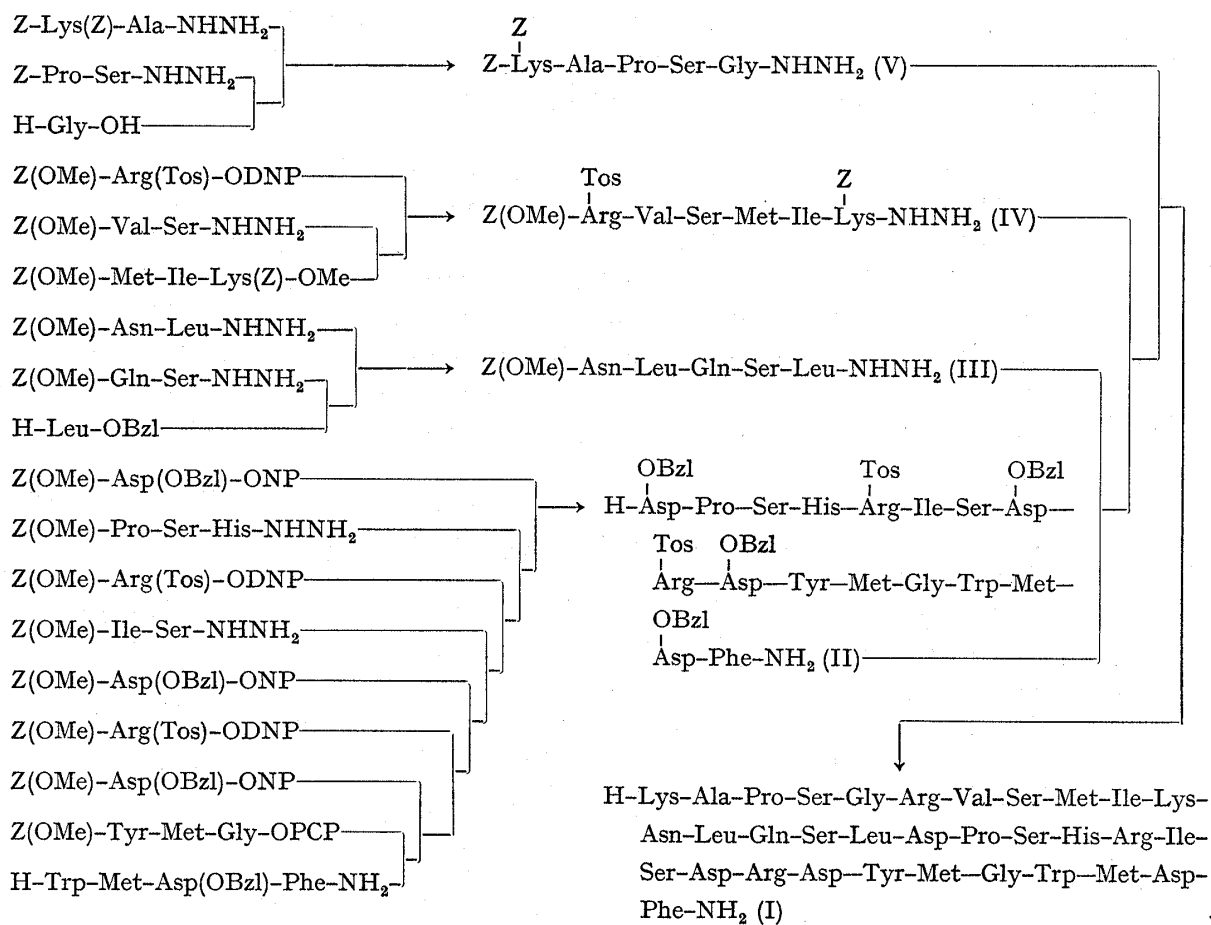 Z–Lys(Z)–Ala–NHNH₂
Z–Pro–Ser–NHNH₂
H–Gly–OH
Z
Z–Lys–Ala–Pro–Ser–Gly–NHNH₂ (V)
Z(OMe)–Arg(Tos)–ODNP
Z(OMe)–Val–Ser–NHNH₂
Z(OMe)–Met–Ile–Lys(Z)–OMe
Tos Z
Z(OMe)–Arg–Val–Ser–Met–Ile–Lys–NHNH₂ (IV)
Z(OMe)–Asn–Leu–NHNH₂
Z(OMe)–Gln–Ser–NHNH₂
H–Leu–OBzl
Z(OMe)–Asn–Leu–Gln–Ser–Leu–NHNH₂ (III)
Z(OMe)–Asp(OBzl)–ONP
Z(OMe)–Pro–Ser–His–NHNH₂
Z(OMe)–Arg(Tos)–ODNP
Z(OMe)–Ile–Ser–NHNH₂
Z(OMe)–Asp(OBzl)–ONP
Z(OMe)–Arg(Tos)–ODNP
Z(OMe)–Asp(OBzl)–ONP
Z(OMe)–Tyr–Met–Gly–OPCP
H–Trp–Met–Asp(OBzl)–Phe–NH₂
OBzl Tos OBzl
H–Asp–Pro—Ser–His—Arg–Ile–Ser–Asp—
Tos OBzl
Arg—Asp—Tyr—Met–Gly–Trp–Met—
OBzl
Asp–Phe–NH₂ (II)
H–Lys–Ala–Pro–Ser–Gly–Arg–Val–Ser–Met–Ile–Lys–
Asn–Leu–Gln–Ser–Leu–Asp–Pro–Ser–His–Arg–Ile–
Ser–Asp–Arg–Asp—Tyr–Met—Gly–Trp—Met–Asp–
Phe–NH₂ (I)